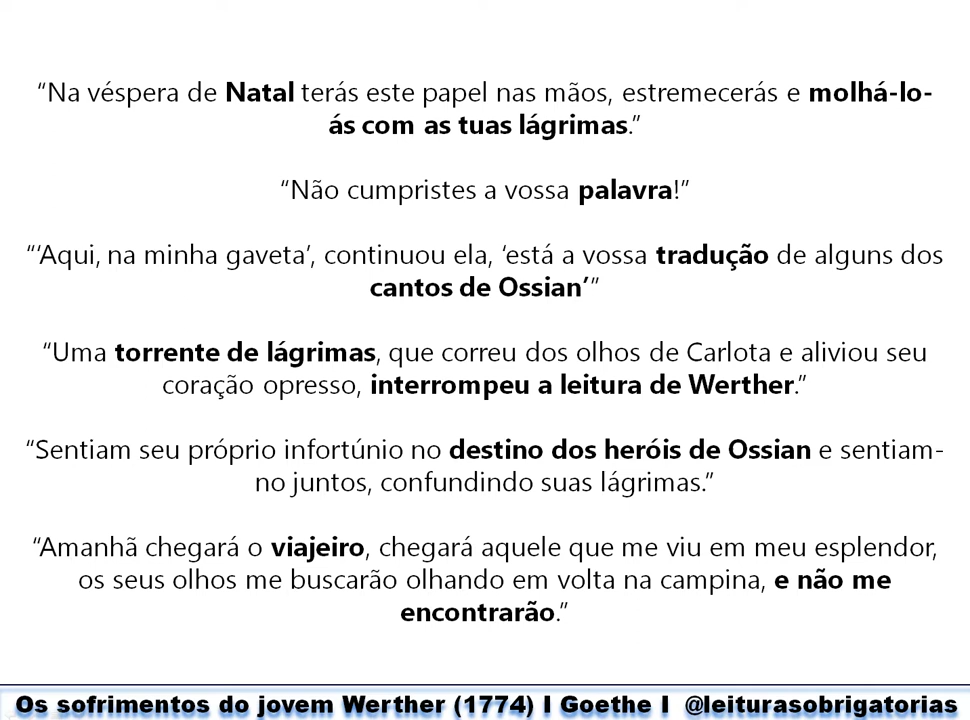 “Na véspera de Natal terás este papel nas mãos, estremecerás e molhá-lo-
ás com as tuas lágrimas.”
“Não cumpristes a vossa palavra!”
“‘Aqui, na minha gaveta’, continuou ela, ‘está a vossa tradução de alguns dos
cantos de Ossian’”
“Uma torrente de lágrimas, que correu dos olhos de Carlota e aliviou seu
coração opresso, interrompeu a leitura de Werther.”
“Sentiam seu próprio infortúnio no destino dos heróis de Ossian e sentiam-
no juntos, confundindo suas lágrimas.”
“Amanhã chegará o viajeiro, chegará aquele que me viu em meu esplendor,
os seus olhos me buscarão olhando em volta na campina, e não me
encontrarão.”
Os sofrimentos do jovem Werther (1774) I Goethe I @leiturasobrigatorias